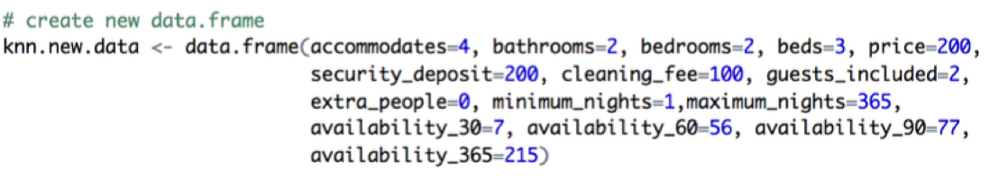 # create new data.frame
knn.new.data <- data.frame(accommodates=4, bathrooms=2, bedrooms=2, beds=3, price=200,
security_deposit=200, cleaning_fee=100, guests_included=2,
extra_people=0, minimum_nights=1,maximum_nights=365,
availability_30=7, availability_60=56, availability_90=77,
availability_365=215)